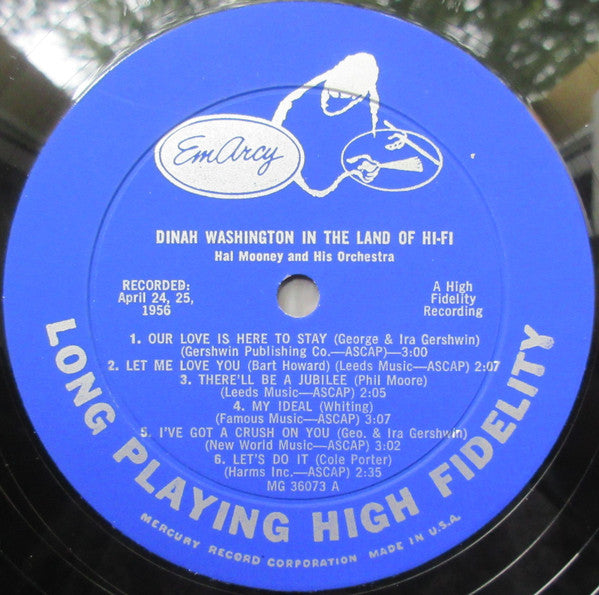 EmArcy
DINAH WASHINGTON IN THE LAND OF HI-FI
Hal Mooney and His Orchestra
RECORDED:
April 24, 25,
1956
A High
Fidelity
Recording
1. OUR LOVE IS HERE TO STAY (George & Ira Gershwin)
(Gershwin Publishing Co.—ASCAP)—3:00
2. LET ME LOVE YOU (Bart Howard) (Leeds Music—ASCAP) 2:07
3. THERE'LL BE A JUBILEE (Phil Moore)
(Leeds Music—ASCAP) 2:05
4. MY IDEAL (Whiting)
(Famous Music—ASCAP) 3:07
5. I'VE GOT A CRUSH ON YOU (Geo. & Ira Gershwin)
(New World Music—ASCAP) 3:02
6. LET'S DO IT (Cole Porter)
(Harms Inc.—ASCAP) 2:35
MG 36073 A
LONG PLAYING HIGH FIDELITY
MERCURY RECORD CORPORATION MADE IN U.S.A.